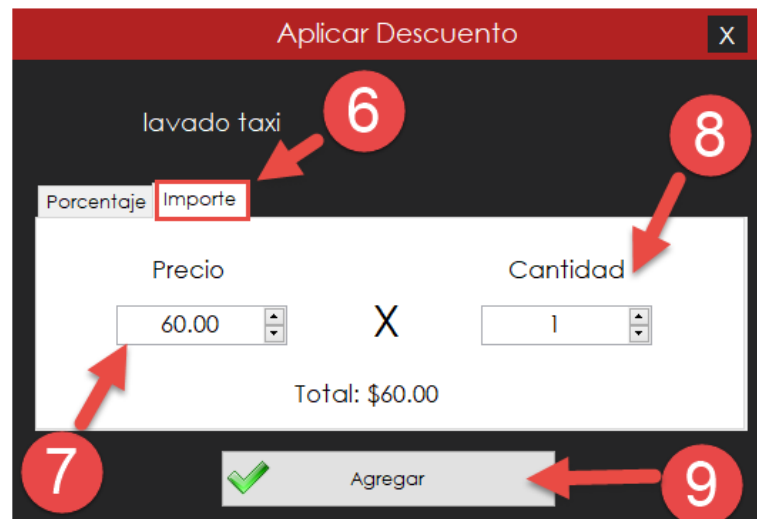 Aplicar Descuento X
lavado taxi
6
8
Porcentaje Importe
Precio Cantidad
60.00 X 1
Total: $60.00
7
Agregar
9